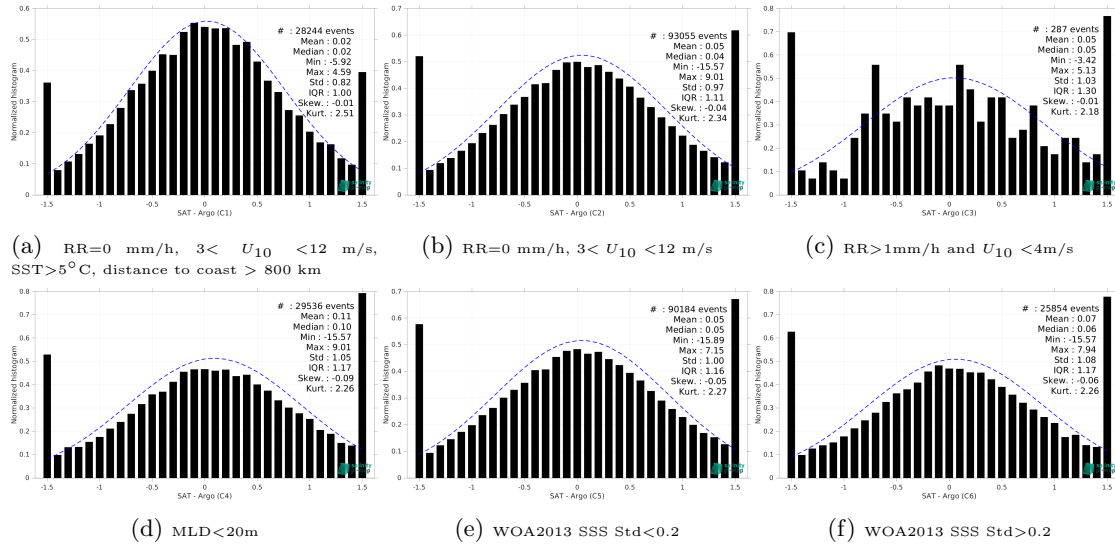 0.6
0.5
0.4
0.3
0.2
0.1
0
Normalized histogram
# : 28244 events
Mean : 0.02
Median : 0.02
Min : -5.92
Max : 4.59
Std : 0.82
IQR : 1.00
Skew. : -0.01
Kurt. : 2.51
-1.5 -1 -0.5 0 0.5 1 1.5
SAT - Argo (C1)
(a) RR=0 mm/h, 3< U10 <12 m/s,
SST>5°C, distance to coast > 800 km
0.7
0.6
0.5
0.4
0.3
0.2
0.1
0
Normalized histogram
# : 93055 events
Mean : 0.05
Median : 0.04
Min : -15.57
Max : 9.01
Std : 0.97
IQR : 1.11
Skew. : -0.04
Kurt. : 2.34
-1.5 -1 -0.5 0 0.5 1 1.5
SAT - Argo (C2)
(b) RR=0 mm/h, 3< U10 <12 m/s
0.8
0.7
0.6
0.5
0.4
0.3
0.2
0.1
Normalized histogram
# : 287 events
Mean : 0.05
Median : 0.05
Min : -3.42
Max : 5.13
Std : 1.03
IQR : 1.30
Skew. : -0.01
Kurt. : 2.18
-1.5 -1 -0.5 0 0.5 1 1.5
SAT - Argo (C3)
(c) RR>1mm/h and U10 <4m/s
0.8
0.7
0.6
0.5
0.4
0.3
0.2
0.1
0
Normalized histogram
# : 29536 events
Mean : 0.11
Median : 0.10
Min : -15.57
Max : 9.01
Std : 1.05
IQR : 1.17
Skew. : -0.09
Kurt. : 2.26
-1.5 -1 -0.5 0 0.5 1 1.5
SAT - Argo (C4)
(d) MLD<20m
0.7
0.6
0.5
0.4
0.3
0.2
0.1
0
Normalized histogram
# : 90184 events
Mean : 0.05
Median : 0.05
Min : -15.89
Max : 7.15
Std : 1.00
IQR : 1.16
Skew. : -0.05
Kurt. : 2.27
-1.5 -1 -0.5 0 0.5 1 1.5
SAT - Argo (C5)
(e) WOA2013 SSS Std<0.2
0.8
0.7
0.6
0.5
0.4
0.3
0.2
0.1
0
Normalized histogram
# : 25854 events
Mean : 0.07
Median : 0.06
Min : -15.57
Max : 7.94
Std : 1.08
IQR : 1.17
Skew. : -0.06
Kurt. : 2.26
-1.5 -1 -0.5 0 0.5 1 1.5
SAT - Argo (C6)
(f) WOA2013 SSS Std>0.2